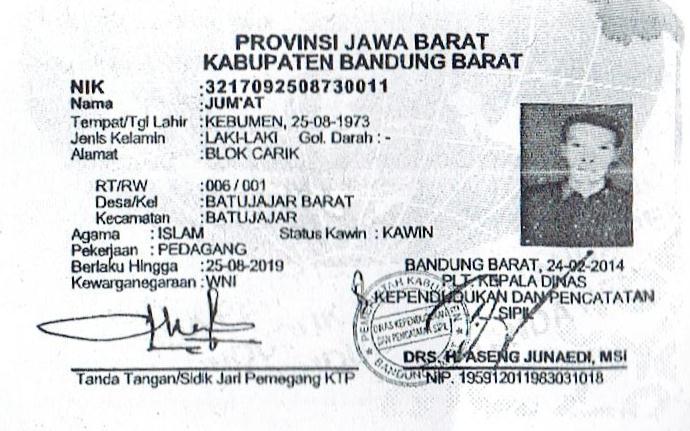 PROVINSI JAWA BARAT
KABUPATEN BANDUNG BARAT
NIK :3217092508730011
Nama :JUM'AT
Tempat/Tgl Lahir :KEBUMEN, 25-08-1973
Jenis Kelamin :LAKI-LAKI Gol. Darah : -
Alamat :BLOK CARIK
RT/RW :006 / 001
Desa/Kel :BATUJAJAR BARAT
Kecamatan :BATUJAJAR
Agama : ISLAM Status Kawin : KAWIN
Pekerjaan : PEDAGANG
Berlaku Hingga :25-08-2019
Kewarganegaraan :WNI
BANDUNG BARAT, 24-02-2014
PLT. KEPALA DINAS
KEPENDUDUKAN DAN PENCATATAN
SIPIL
DINAS KEPENDUDUKAN
DAN PENCATATAN SIPIL
DRS. H. ASENG JUNAEDI, MSI
NIP. 195912011983031018
Tanda Tangan/Sidik Jari Pemegang KTP